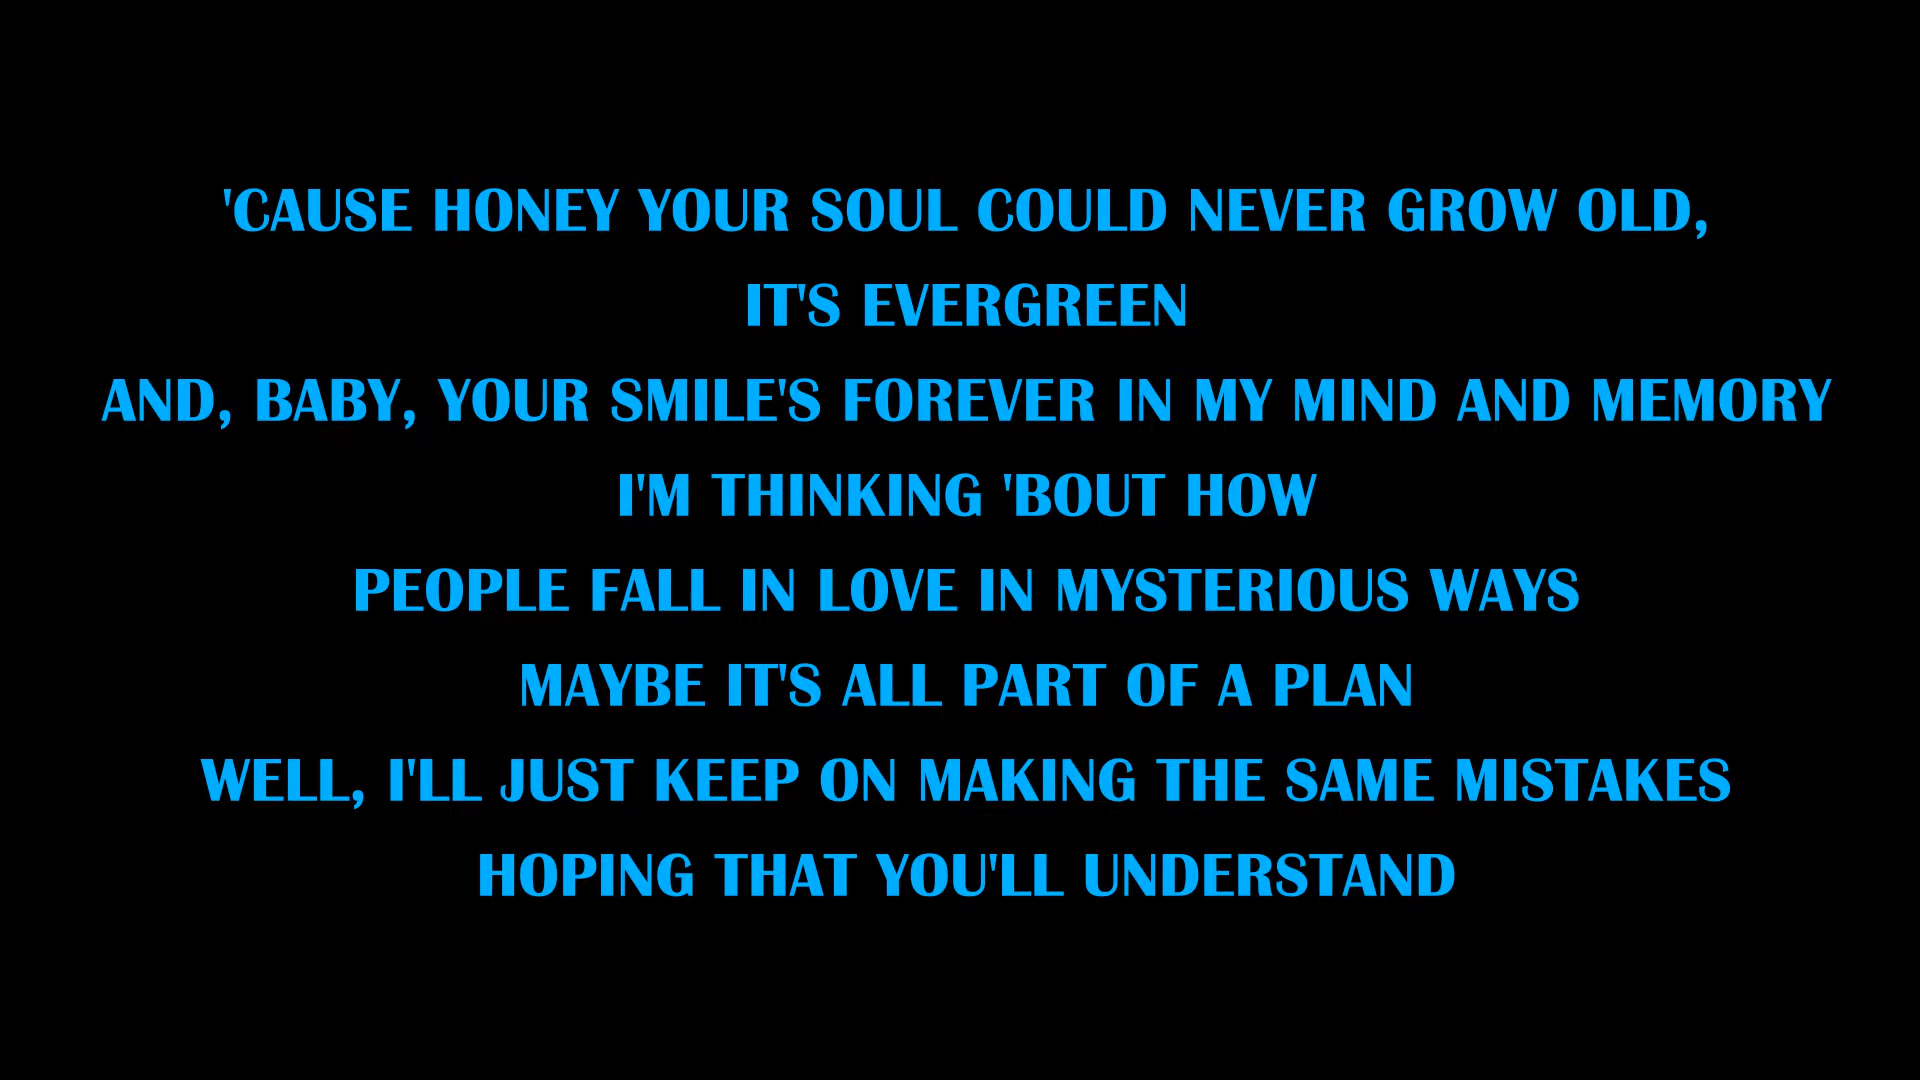 'CAUSE HONEY YOUR SOUL COULD NEVER GROW OLD,
IT'S EVERGREEN
AND, BABY, YOUR SMILE'S FOREVER IN MY MIND AND MEMORY
I'M THINKING 'BOUT HOW
PEOPLE FALL IN LOVE IN MYSTERIOUS WAYS
MAYBE IT'S ALL PART OF A PLAN
WELL, I'LL JUST KEEP ON MAKING THE SAME MISTAKES
HOPING THAT YOU'LL UNDERSTAND